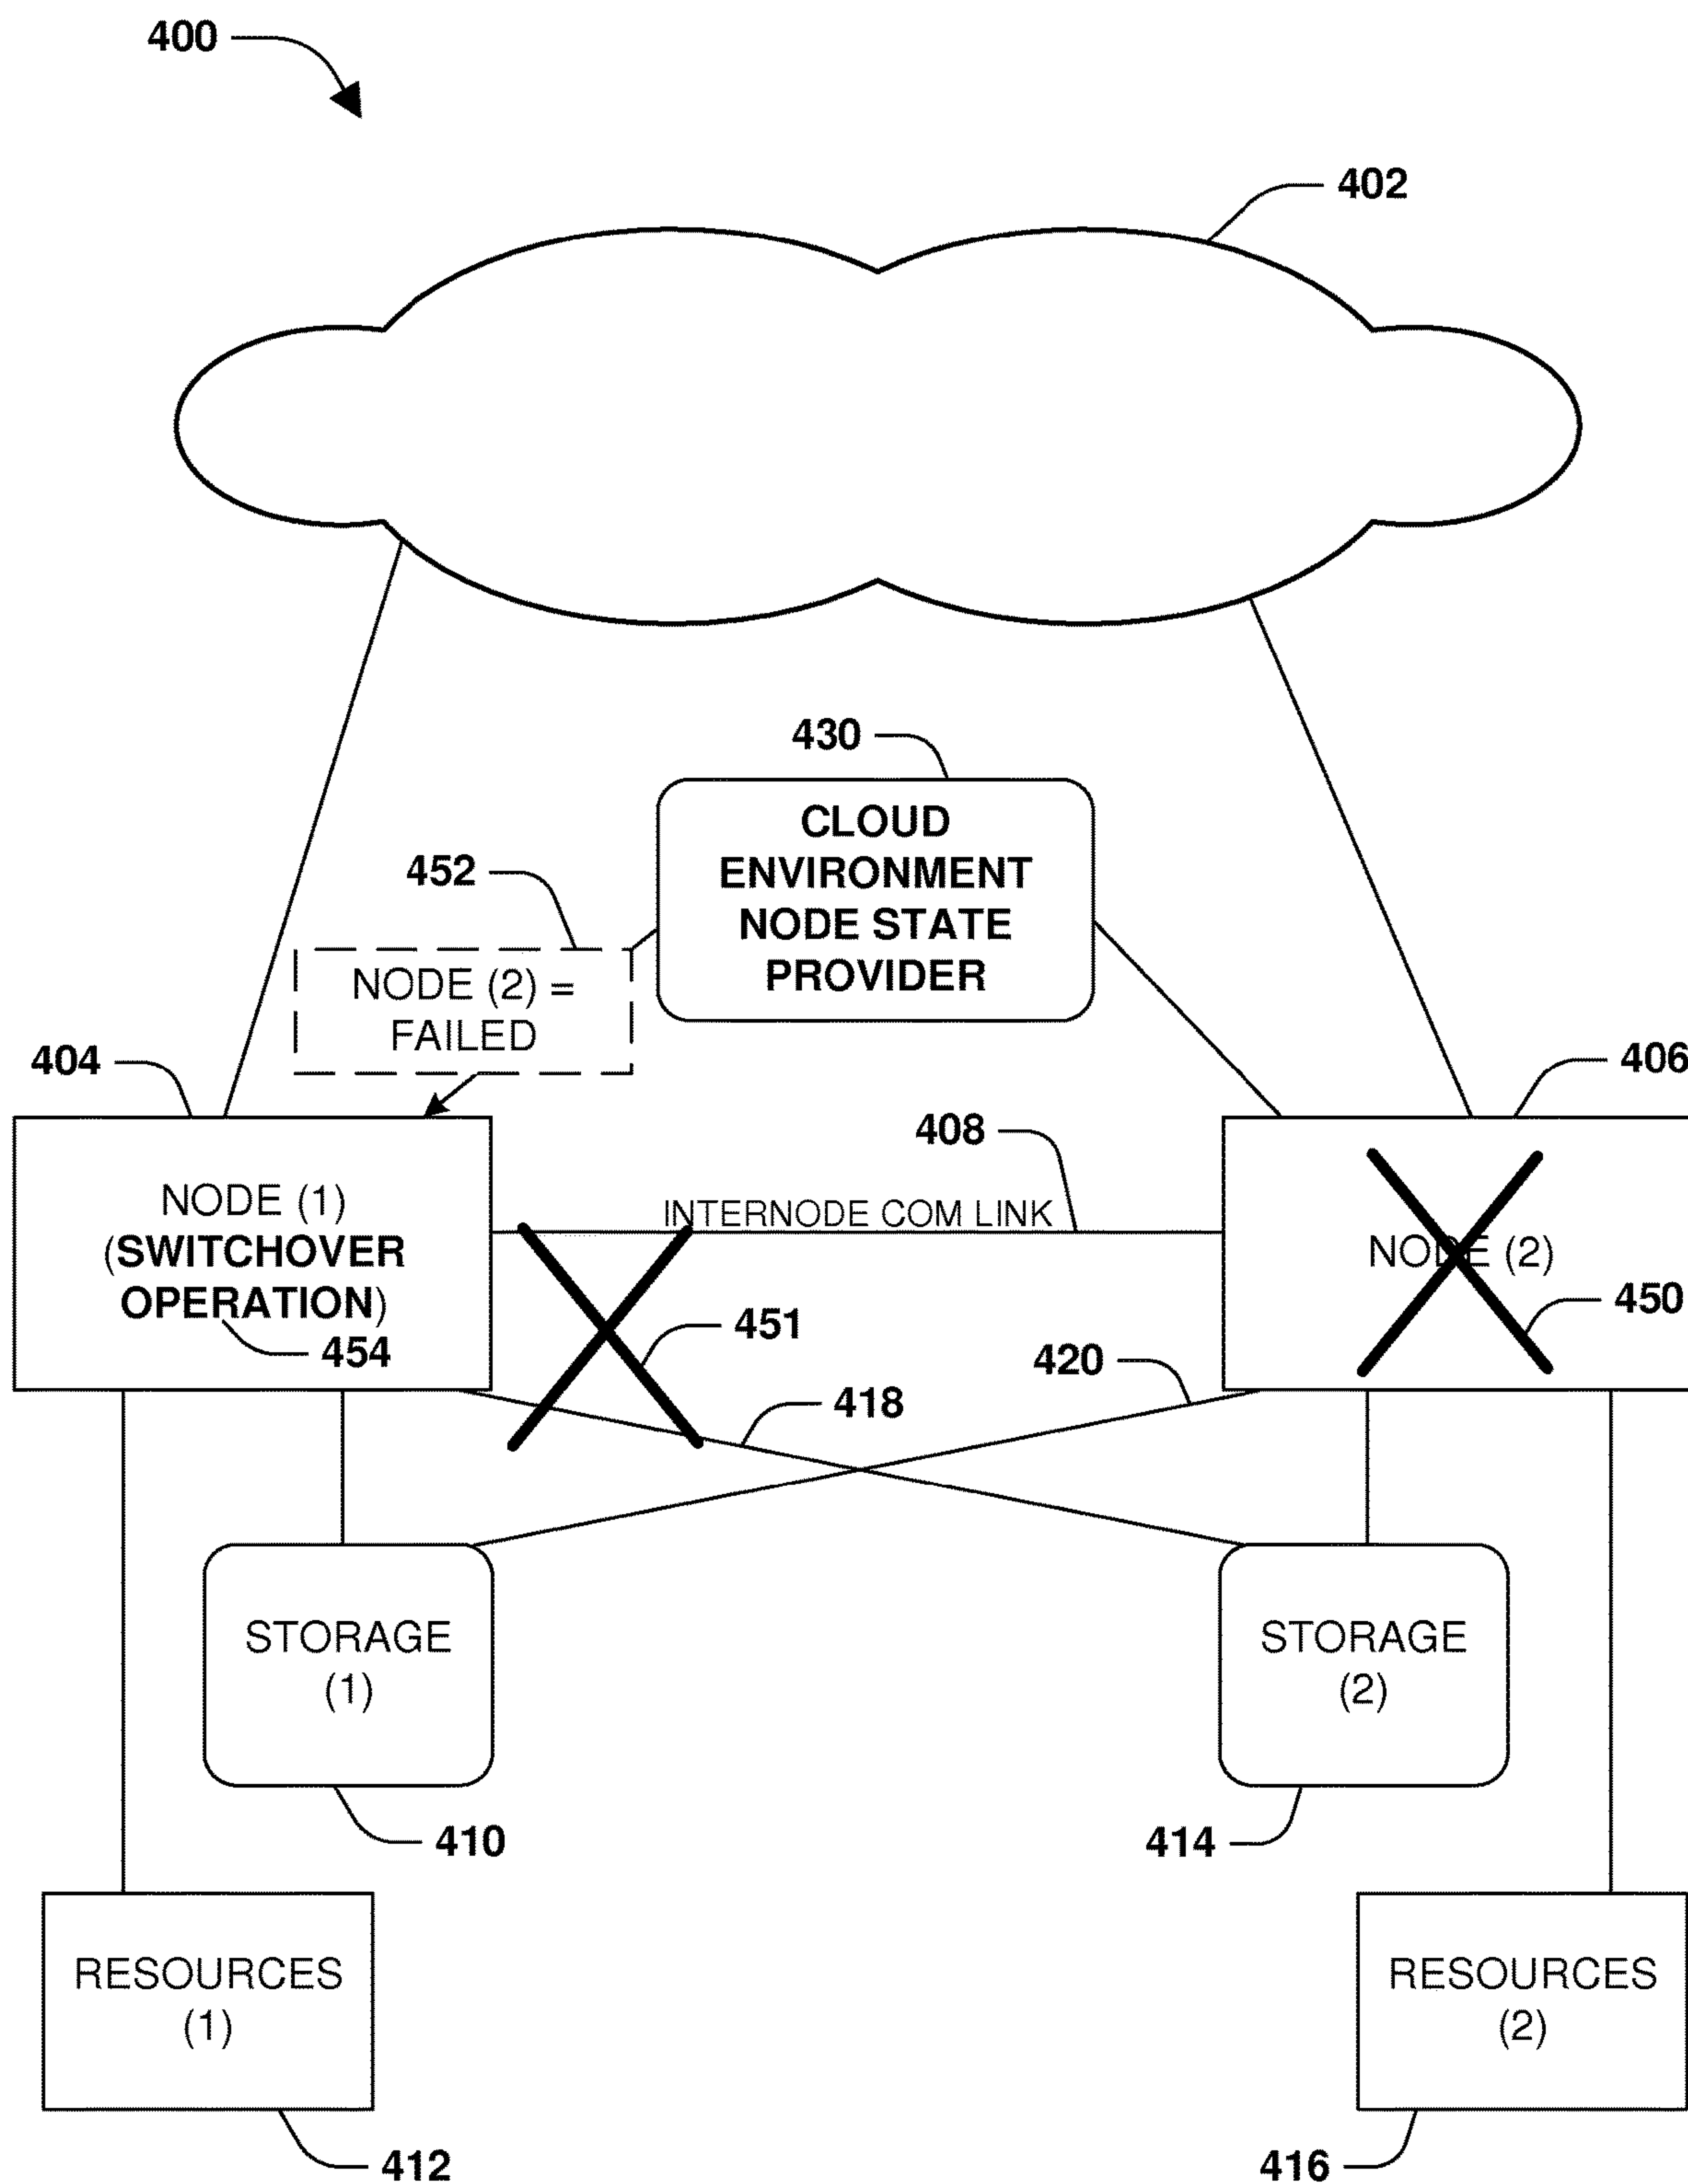 400
402
430
CLOUD
ENVIRONMENT
NODE STATE
PROVIDER
452
NODE (2) =
FAILED
404
406
408
INTERNODE COM LINK
NODE (1)
(SWITCHOVER
OPERATION)
454
NODE (2)
450
451
420
418
STORAGE
(1)
STORAGE
(2)
410
414
RESOURCES
(1)
RESOURCES
(2)
412
416